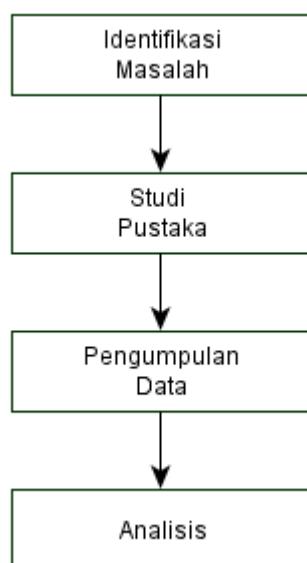 Identifikasi
Masalah
Studi
Pustaka
Pengumpulan
Data
Analisis